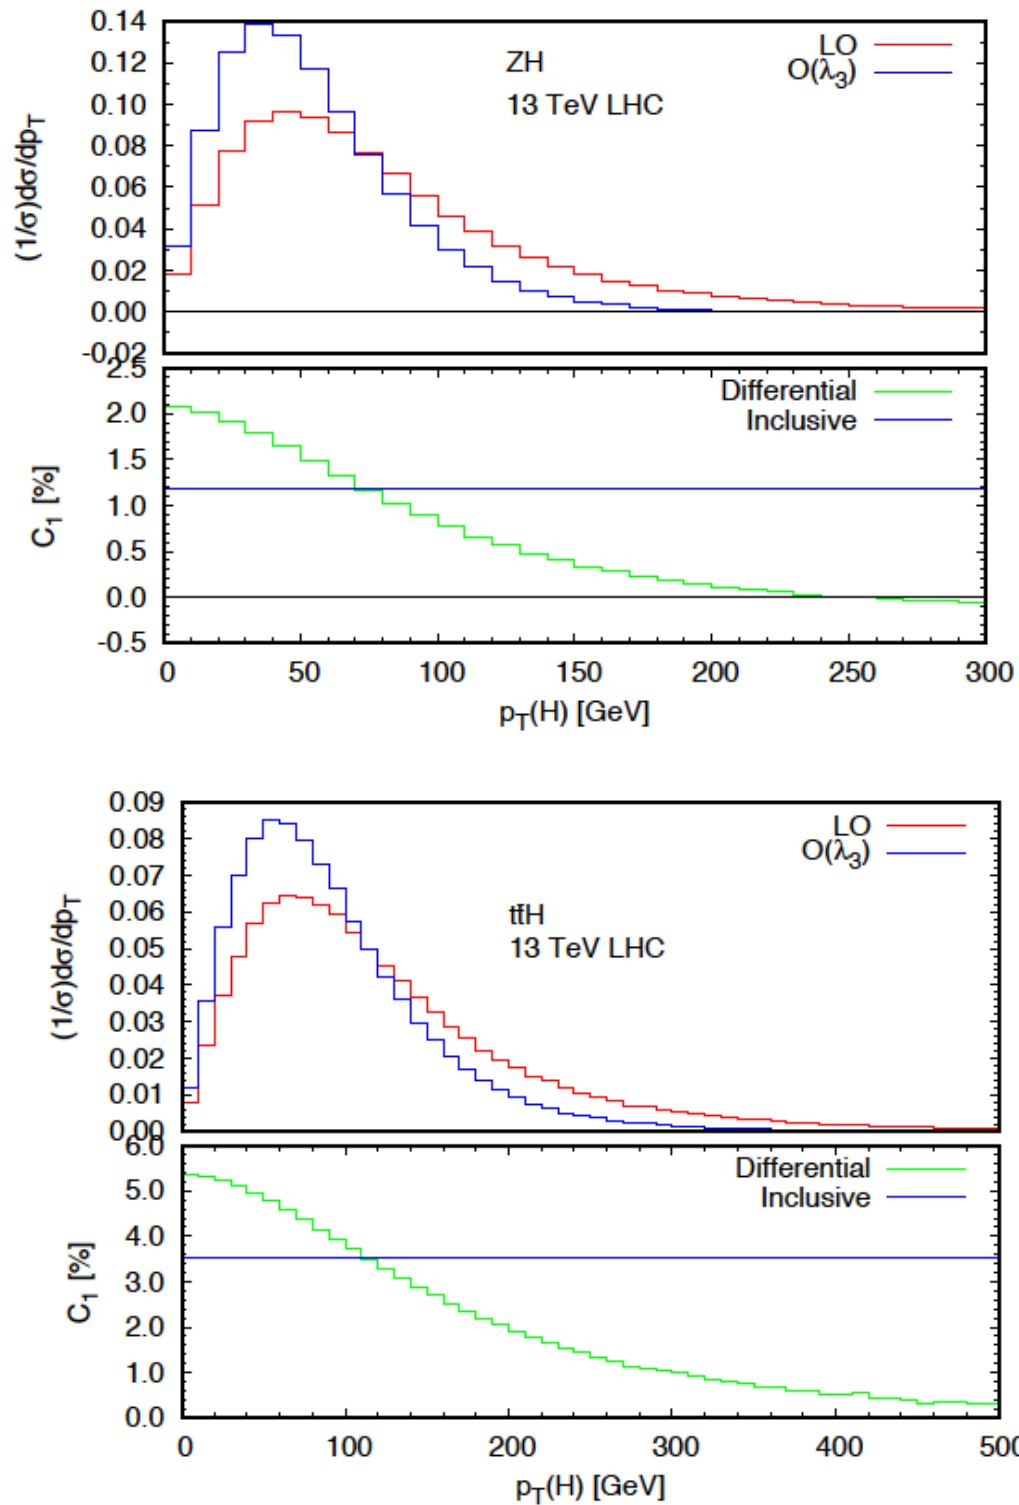 0.14
0.12
0.10
0.08
0.06
0.04
0.02
0.00
-0.02
(1/σ)dσ/dp_T
ZH
13 TeV LHC
LO
O(λ_3)
2.5
2.0
1.5
1.0
0.5
0.0
-0.5
C_1 [%]
Differential
Inclusive
0 50 100 150 200 250 300
p_T(H) [GeV]
0.09
0.08
0.07
0.06
0.05
0.04
0.03
0.02
0.01
0.00
(1/σ)dσ/dp_T
LO
O(λ_3)
tt̄H
13 TeV LHC
6.0
5.0
4.0
3.0
2.0
1.0
0.0
C_1 [%]
Differential
Inclusive
0 100 200 300 400 500
p_T(H) [GeV]